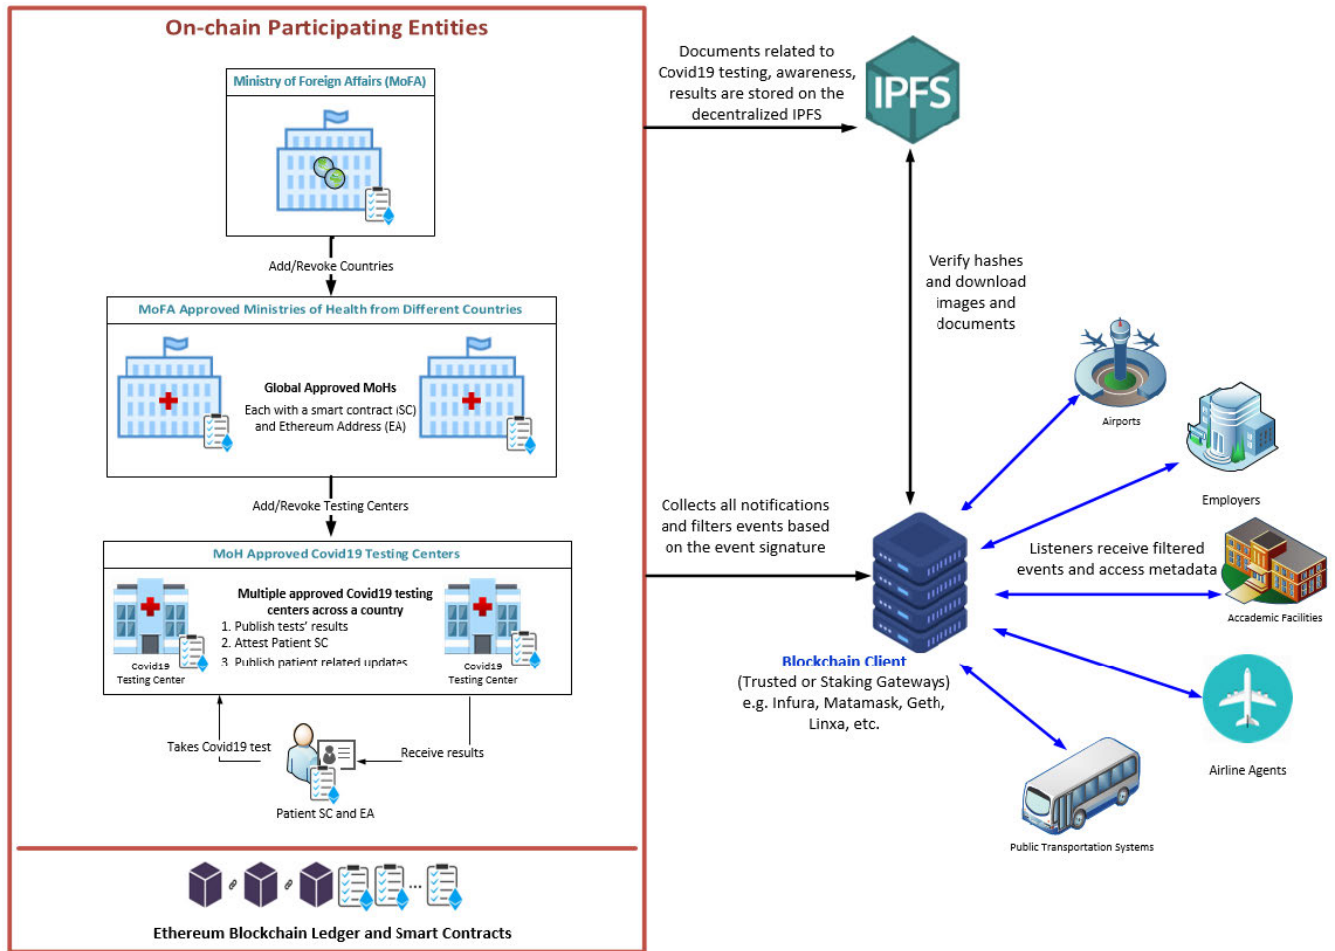 On-chain Participating Entities
Ministry of Foreign Affairs (MoFA)
Add/Revoke Countries
MoFA Approved Ministries of Health from Different Countries
Global Approved MoHs
Each with a smart contract (SC)
and Ethereum Address (EA)
Add/Revoke Testing Centers
MoH Approved Covid19 Testing Centers
Multiple approved Covid19 testing
centers across a country
1. Publish tests' results
2. Attest Patient SC
3. Publish patient related updates
Covid19
Testing Center
Covid19
Testing Center
Takes Covid19 test
Receive results
Patient SC and EA
...
Ethereum Blockchain Ledger and Smart Contracts
Documents related to
Covid19 testing, awareness,
results are stored on the
decentralized IPFS
IPFS
Verify hashes
and download
images and
documents
Collects all notifications
and filters events based
on the event signature
Blockchain Client
(Trusted or Staking Gateways)
e.g. Infura, Matamask, Geth,
Linxa, etc.
Airports
Employers
Listeners receive filtered
events and access metadata
Accademic Facilities
Airline Agents
Public Transportation Systems